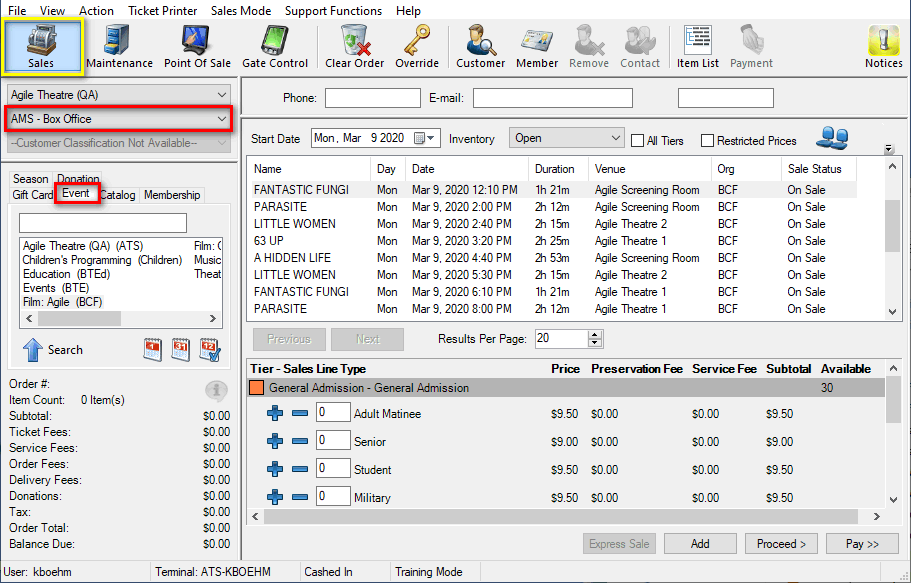 File View Action Ticket Printer Sales Mode Support Functions Help
Sales Maintenance Point Of Sale Gate Control Clear Order Override Customer Member Remove Contact Item List Payment Notices
Agile Theatre (QA)
AMS - Box Office
--Customer Classification Not Available--
Phone: E-mail:
Start Date Mon, Mar 9 2020 Inventory Open All Tiers Restricted Prices
Season Donation
Gift Card Event Catalog Membership
Agile Theatre (QA) (ATS) Film: C
Children's Programming (Children) Music
Education (BTEd) Theat
Events (BTE)
Film: Agile (BCF)
Search
Name Day Date Duration Venue Org Sale Status
FANTASTIC FUNGI Mon Mar 9, 2020 12:10 PM 1h 21m Agile Screening Room BCF On Sale
PARASITE Mon Mar 9, 2020 2:00 PM 2h 12m Agile Screening Room BCF On Sale
LITTLE WOMEN Mon Mar 9, 2020 2:40 PM 2h 15m Agile Theatre 2 BCF On Sale
63 UP Mon Mar 9, 2020 3:20 PM 2h 25m Agile Theatre 1 BCF On Sale
A HIDDEN LIFE Mon Mar 9, 2020 4:40 PM 2h 53m Agile Screening Room BCF On Sale
LITTLE WOMEN Mon Mar 9, 2020 5:30 PM 2h 15m Agile Theatre 2 BCF On Sale
FANTASTIC FUNGI Mon Mar 9, 2020 6:10 PM 1h 21m Agile Theatre 1 BCF On Sale
PARASITE Mon Mar 9, 2020 8:00 PM 2h 12m Agile Theatre 1 BCF On Sale
Previous Next Results Per Page: 20
Order #:
Item Count: 0 Item(s)
Subtotal: $0.00
Ticket Fees: $0.00
Service Fees: $0.00
Order Fees: $0.00
Delivery Fees: $0.00
Donations: $0.00
Tax: $0.00
Order Total: $0.00
Balance Due: $0.00
Tier - Sales Line Type Price Preservation Fee Service Fee Subtotal Available
General Admission - General Admission 30
0 Adult Matinee $9.50 $0.00 $0.00 $9.50
0 Senior $9.00 $0.00 $0.00 $9.00
0 Student $9.50 $0.00 $0.00 $9.50
0 Military $9.50 $0.00 $0.00 $9.50
Express Sale Add Proceed > Pay >>
User: kboehm Terminal: ATS-KBOEHM Cashed In Training Mode